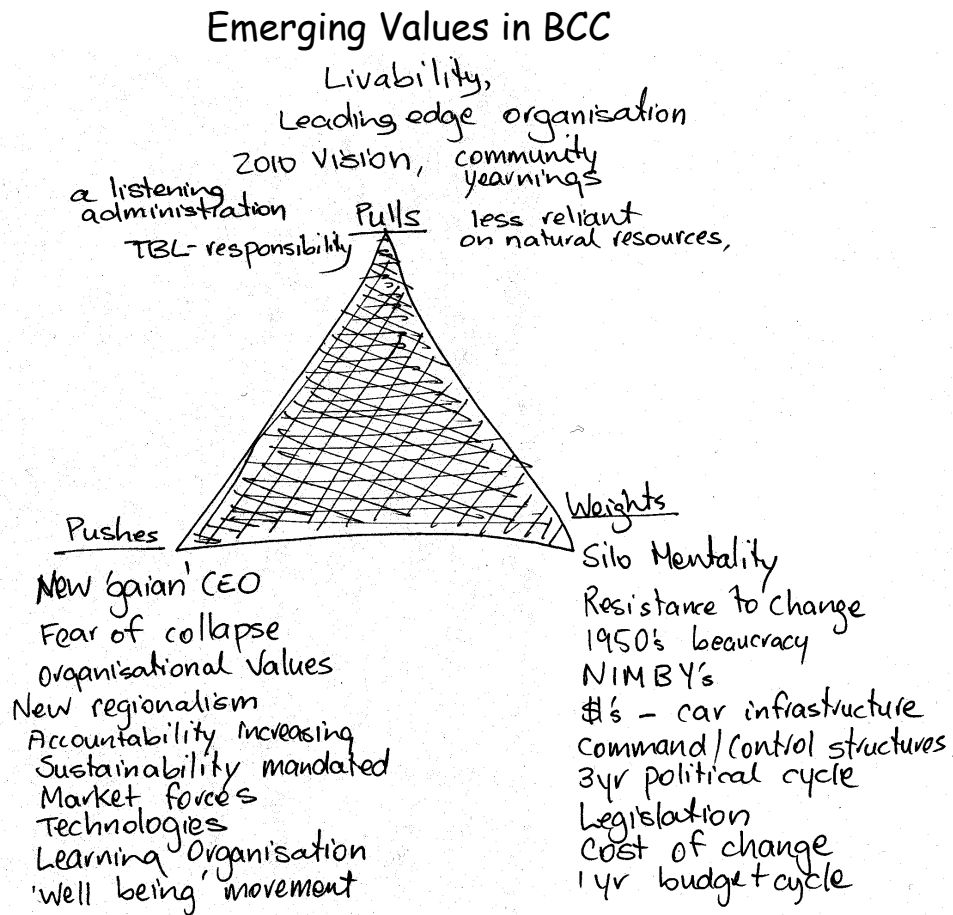 Emerging Values in BCC
Livability,
Leading edge organisation
2010 Vision, community
yearnings
a listening
administration
Pulls
less reliant
on natural resources,
TBL- responsibility
Pushes
New 'gaian' CEO
Fear of collapse
organisational Values
New regionalism
Accountability increasing
Sustainability mandated
Market forces
Technologies
Learning Organisation
'Well being' movement
Weights
Silo Mentality
Resistance to Change
1950's beaucracy
NIMBY's
$'s - car infrastructure
Command/Control structures
3yr political cycle
Legislation
Cost of change
1yr budget cycle